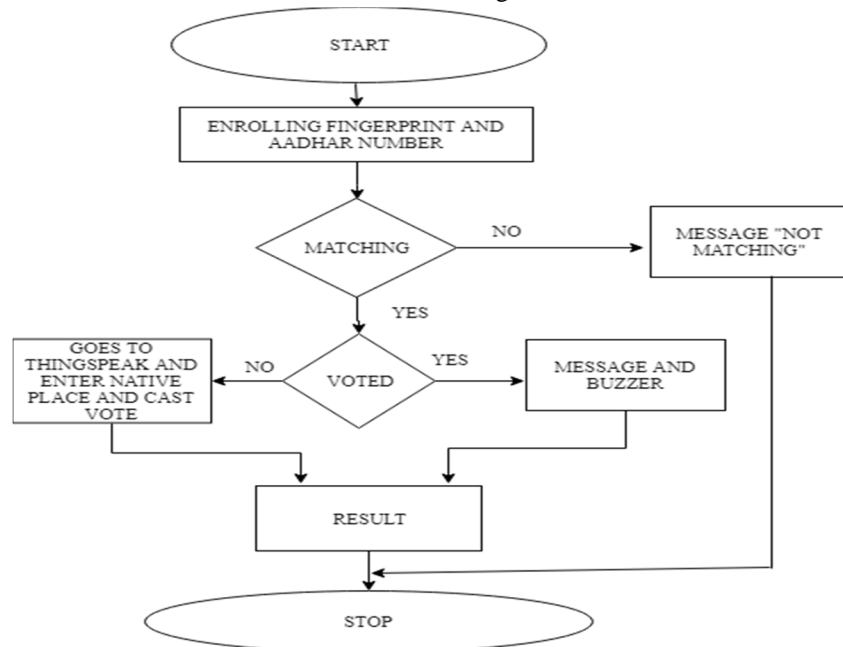 START
ENROLLING FINGERPRINT AND
AADHAR NUMBER
MATCHING
NO
MESSAGE "NOT
MATCHING"
YES
GOES TO
THINGSPEAK AND
ENTER NATIVE
PLACE AND CAST
VOTE
NO
VOTED
YES
MESSAGE AND
BUZZER
RESULT
STOP